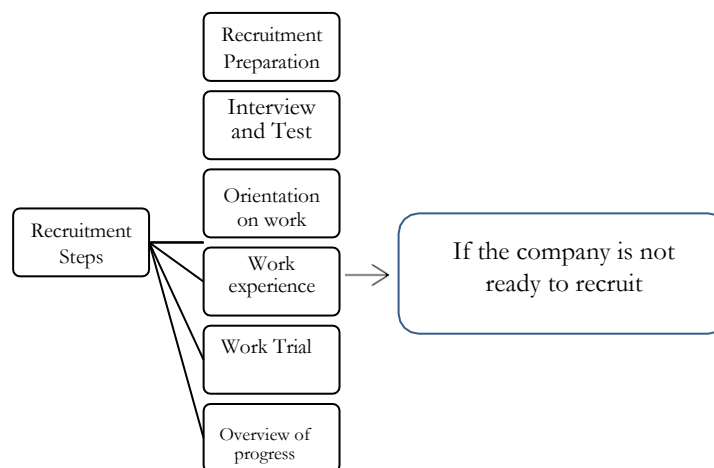 Recruitment
Preparation
Interview
and Test
Orientation
on work
Recruitment
Steps
Work
experience
If the company is not
ready to recruit
Work Trial
Overview of
progress